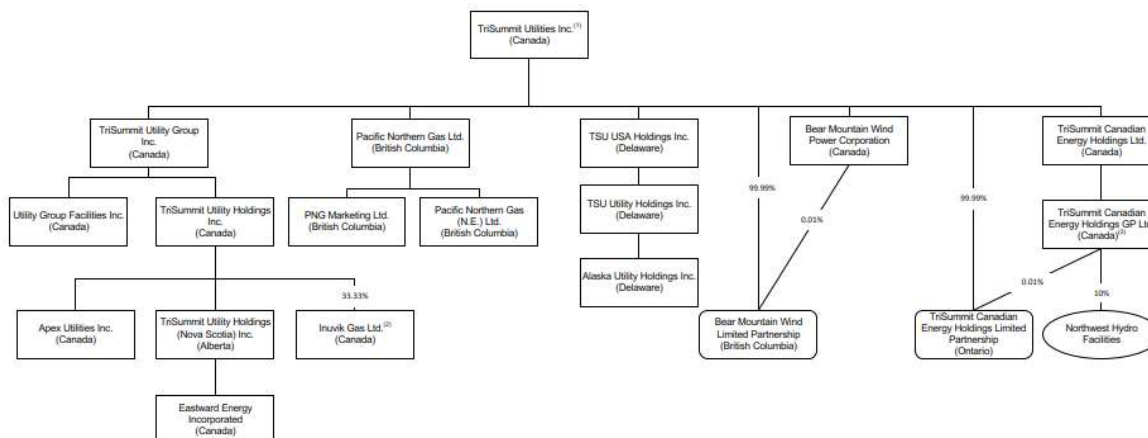 TriSummit Utilities Inc.(1)
(Canada)
TriSummit Utility Group
Inc.
(Canada)
Pacific Northern Gas Ltd.
(British Columbia)
TSU USA Holdings Inc.
(Delaware)
Bear Mountain Wind
Power Corporation
(Canada)
TriSummit Canadian
Energy Holdings Ltd.
(Canada)
99.99%
0.01%
99.99%
Utility Group Facilities Inc.
(Canada)
TriSummit Utility Holdings
Inc.
(Canada)
PNG Marketing Ltd.
(British Columbia)
Pacific Northern Gas
(N.E.) Ltd.
(British Columbia)
TSU Utility Holdings Inc.
(Delaware)
TriSummit Canadian
Energy Holdings GP Ltd
(Canada)(3)
Alaska Utility Holdings Inc.
(Delaware)
33.33%
0.01%
10%
Apex Utilities Inc.
(Canada)
TriSummit Utility Holdings
(Nova Scotia) Inc.
(Alberta)
Inuvik Gas Ltd.(2)
(Canada)
Bear Mountain Wind
Limited Partnership
(British Columbia)
TriSummit Canadian
Energy Holdings Limited
Partnership
(Ontario)
Northwest Hydro
Facilities
Eastward Energy
Incorporated
(Canada)